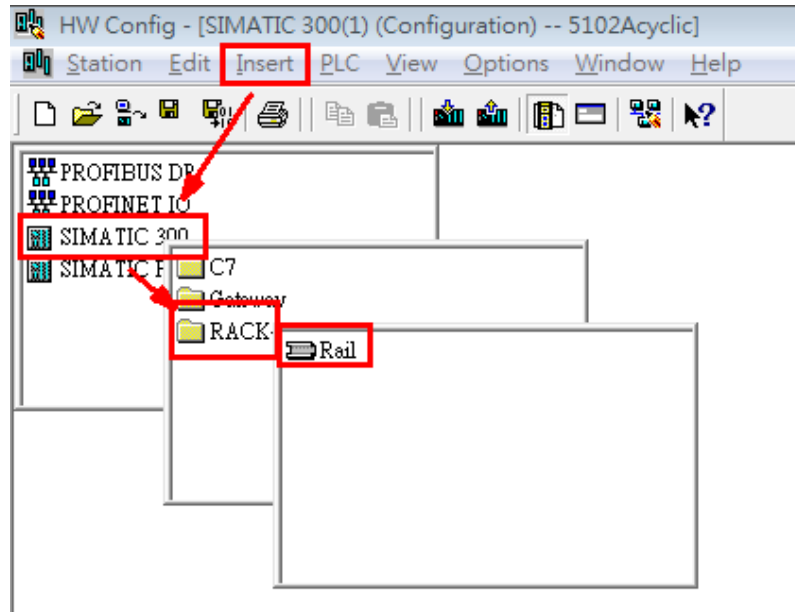 HW Config - [SIMATIC 300(1) (Configuration) -- 5102Acyclic]
Station Edit Insert PLC View Options Window Help
PROFIBUS DP
PROFINET IO
SIMATIC 300
SIMATIC P
C7
Gateway
RACK-
Rail